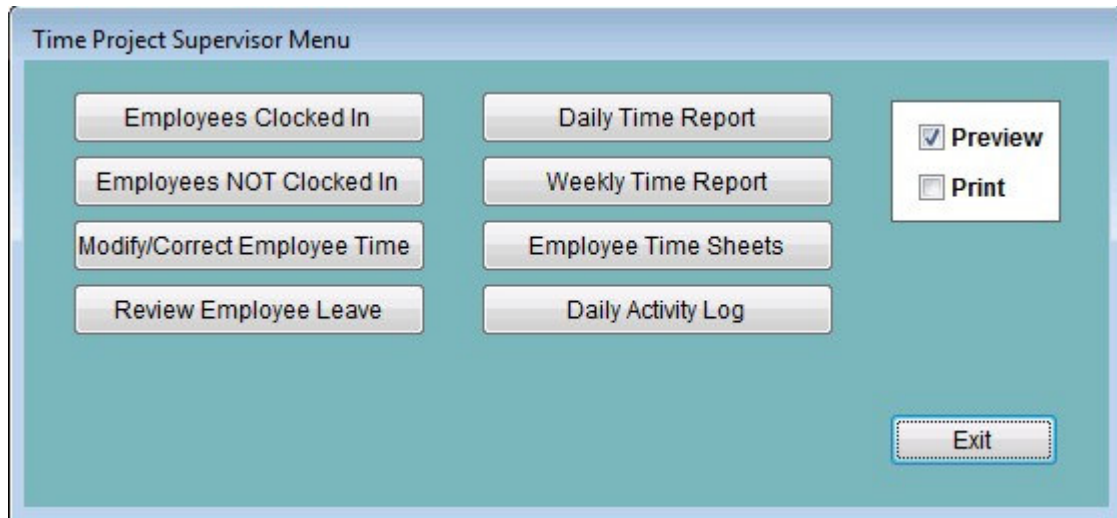 Time Project Supervisor Menu
Employees Clocked In
Employees NOT Clocked In
Modify/Correct Employee Time
Review Employee Leave
Daily Time Report
Weekly Time Report
Employee Time Sheets
Daily Activity Log
Preview
Print
Exit